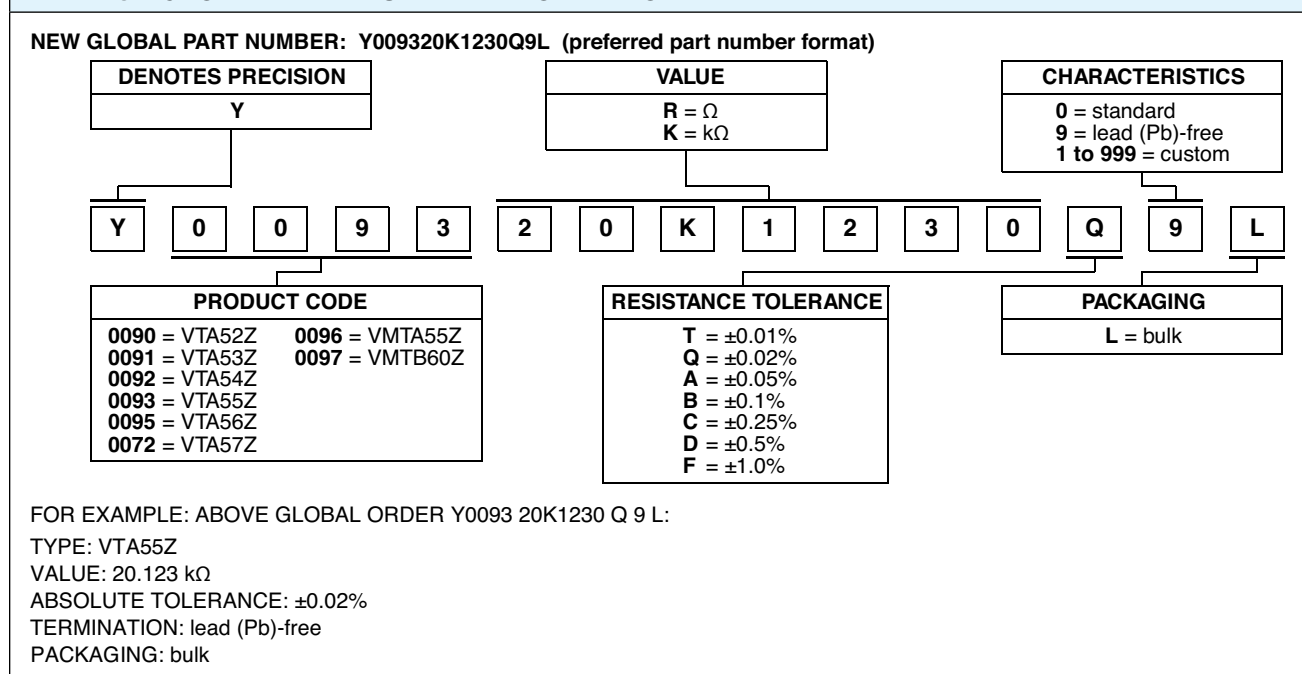 NEW GLOBAL PART NUMBER: Y009320K1230Q9L (preferred part number format)
DENOTES PRECISION
Y
VALUE
R = Ω
K = kΩ
CHARACTERISTICS
0 = standard
9 = lead (Pb)-free
1 to 999 = custom
Y 0 0 9 3 2 0 K 1 2 3 0 Q 9 L
PRODUCT CODE
0090 = VTA52Z 0096 = VMTA55Z
0091 = VTA53Z 0097 = VMTB60Z
0092 = VTA54Z
0093 = VTA55Z
0095 = VTA56Z
0072 = VTA57Z
RESISTANCE TOLERANCE
T = ±0.01%
Q = ±0.02%
A = ±0.05%
B = ±0.1%
C = ±0.25%
D = ±0.5%
F = ±1.0%
PACKAGING
L = bulk
FOR EXAMPLE: ABOVE GLOBAL ORDER Y0093 20K1230 Q 9 L:
TYPE: VTA55Z
VALUE: 20.123 kΩ
ABSOLUTE TOLERANCE: ±0.02%
TERMINATION: lead (Pb)-free
PACKAGING: bulk